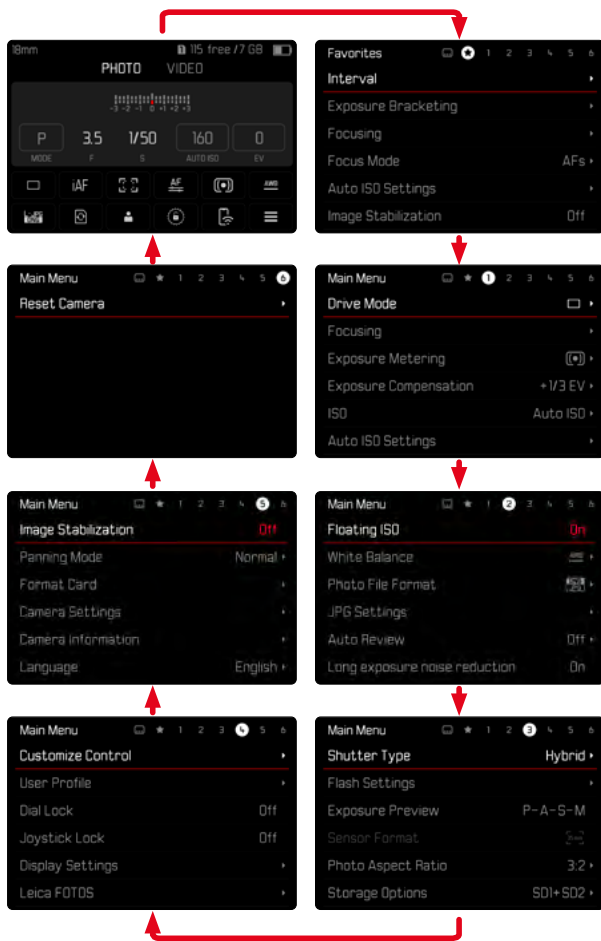 18mm 115 free / 7 GB
PHOTO VIDEO
-3 -2 -1 0 +1 +2 +3
P 3.5 1/50 160 0
MODE F S AUTO ISO EV
iAF AF AWB
Favorites 1 2 3 4 5 6
Interval
Exposure Bracketing
Focusing
Focus Mode AFs
Auto ISO Settings
Image Stabilization Off
Main Menu 1 2 3 4 5 6
Reset Camera
Main Menu 1 2 3 4 5 6
Drive Mode
Focusing
Exposure Metering
Exposure Compensation +1/3 EV
ISO Auto ISO
Auto ISO Settings
Main Menu 1 2 3 4 5 6
Image Stabilization Off
Panning Mode Normal
Format Card
Camera Settings
Camera Information
Language English
Main Menu 1 2 3 4 5 6
Floating ISO On
White Balance
Photo File Format
JPG Settings
Auto Review Off
Long exposure noise reduction On
Main Menu 1 2 3 4 5 6
Customize Control
User Profile
Dial Lock Off
Joystick Lock Off
Display Settings
Leica FOTOS
Main Menu 1 2 3 4 5 6
Shutter Type Hybrid
Flash Settings
Exposure Preview P-A-S-M
Sensor Format
Photo Aspect Ratio 3:2
Storage Options SD1+SD2